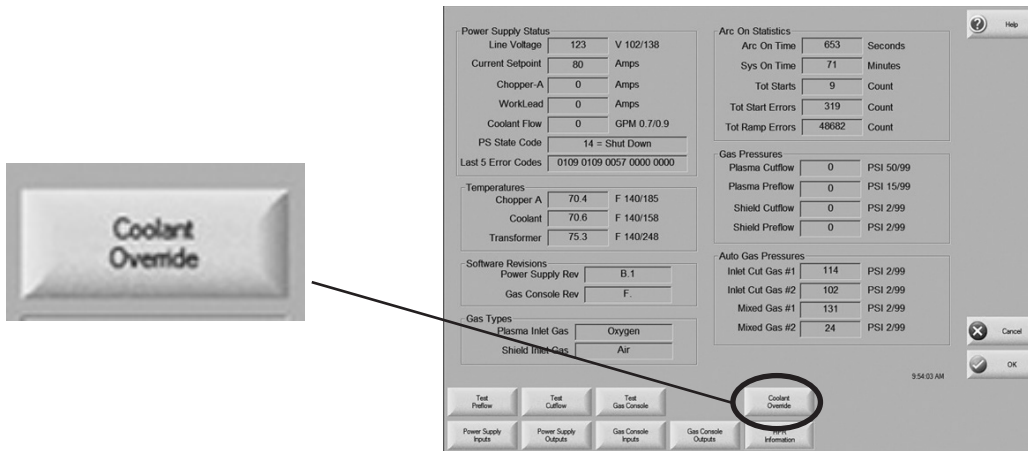 Coolant
Override
Help
Power Supply Status
Line Voltage 123 V 102/138
Current Setpoint 80 Amps
Chopper-A 0 Amps
WorkLead 0 Amps
Coolant Flow 0 GPM 0.7/0.9
PS State Code 14 = Shut Down
Last 5 Error Codes 0109 0109 0057 0000 0000
Temperatures
Chopper A 70.4 F 140/185
Coolant 70.6 F 140/158
Transformer 75.3 F 140/248
Software Revisions
Power Supply Rev B.1
Gas Console Rev F.
Gas Types
Plasma Inlet Gas Oxygen
Shield Inlet Gas Air
Arc On Statistics
Arc On Time 653 Seconds
Sys On Time 71 Minutes
Tot Starts 9 Count
Tot Start Errors 319 Count
Tot Ramp Errors 48682 Count
Gas Pressures
Plasma Cutflow 0 PSI 50/99
Plasma Preflow 0 PSI 15/99
Shield Cutflow 0 PSI 2/99
Shield Preflow 0 PSI 2/99
Auto Gas Pressures
Inlet Cut Gas #1 114 PSI 2/99
Inlet Cut Gas #2 102 PSI 2/99
Mixed Gas #1 131 PSI 2/99
Mixed Gas #2 24 PSI 2/99
Cancel
OK
9:54:03 AM
Test
Preflow
Test
Cutflow
Test
Gas Console
Coolant
Override
Power Supply
Inputs
Power Supply
Outputs
Gas Console
Inputs
Gas Console
Outputs
Information